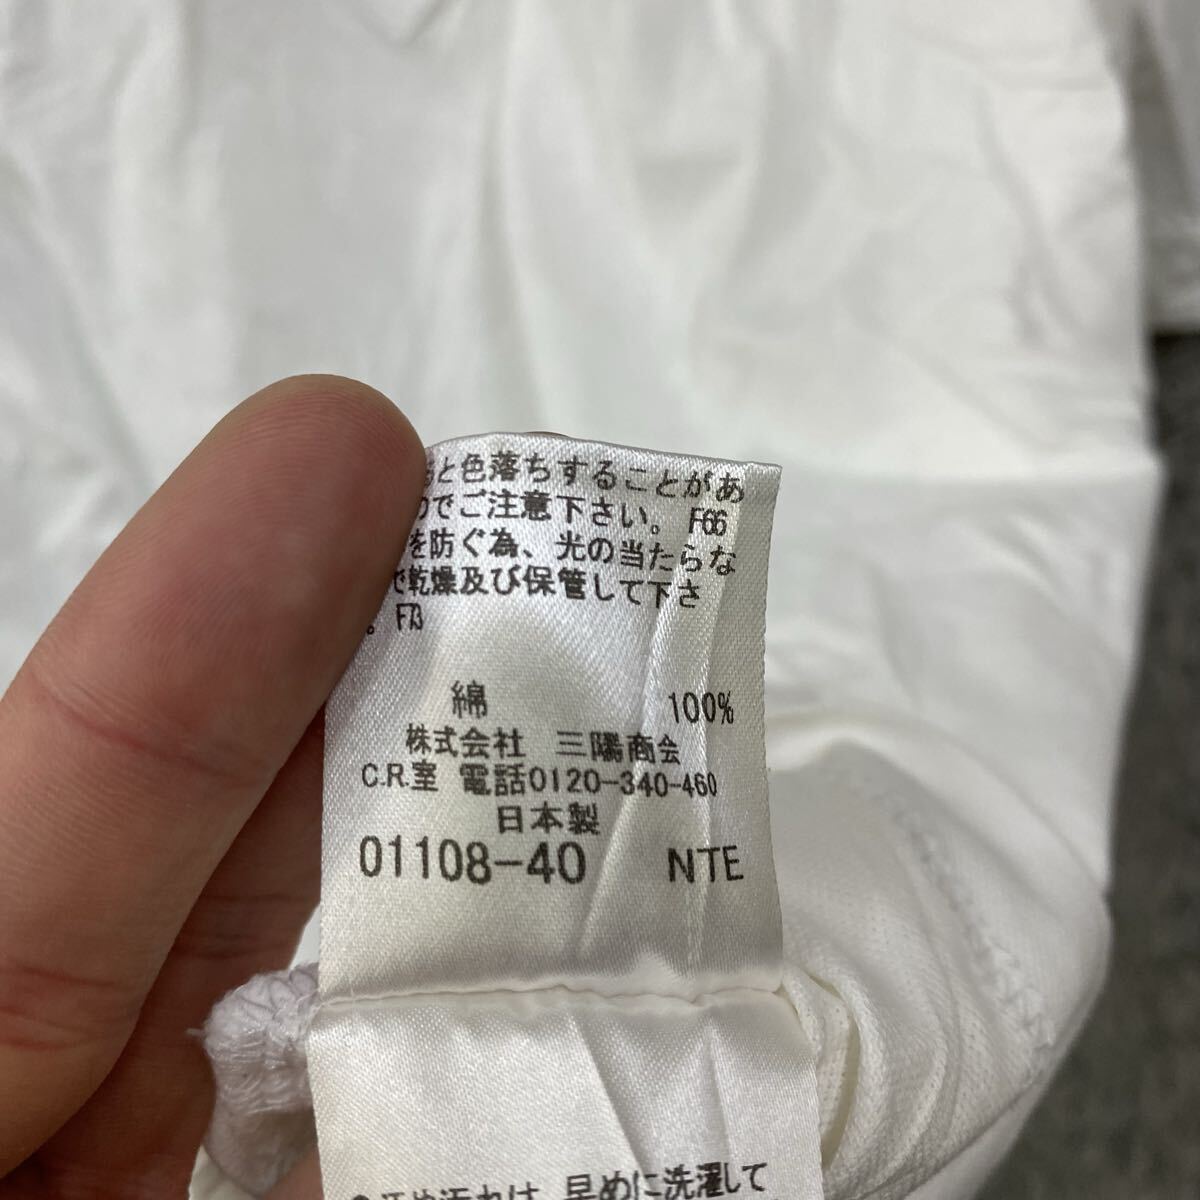 と色落ちすることがあ
のでご注意下さい。F66
を防ぐ為、光の当たらな
で乾燥及び保管して下さ
。F73
綿 100%
株式会社 三陽商会
C.R.室 電話0120-340-460
日本製
01108-40 NTE
早めに洗濯して